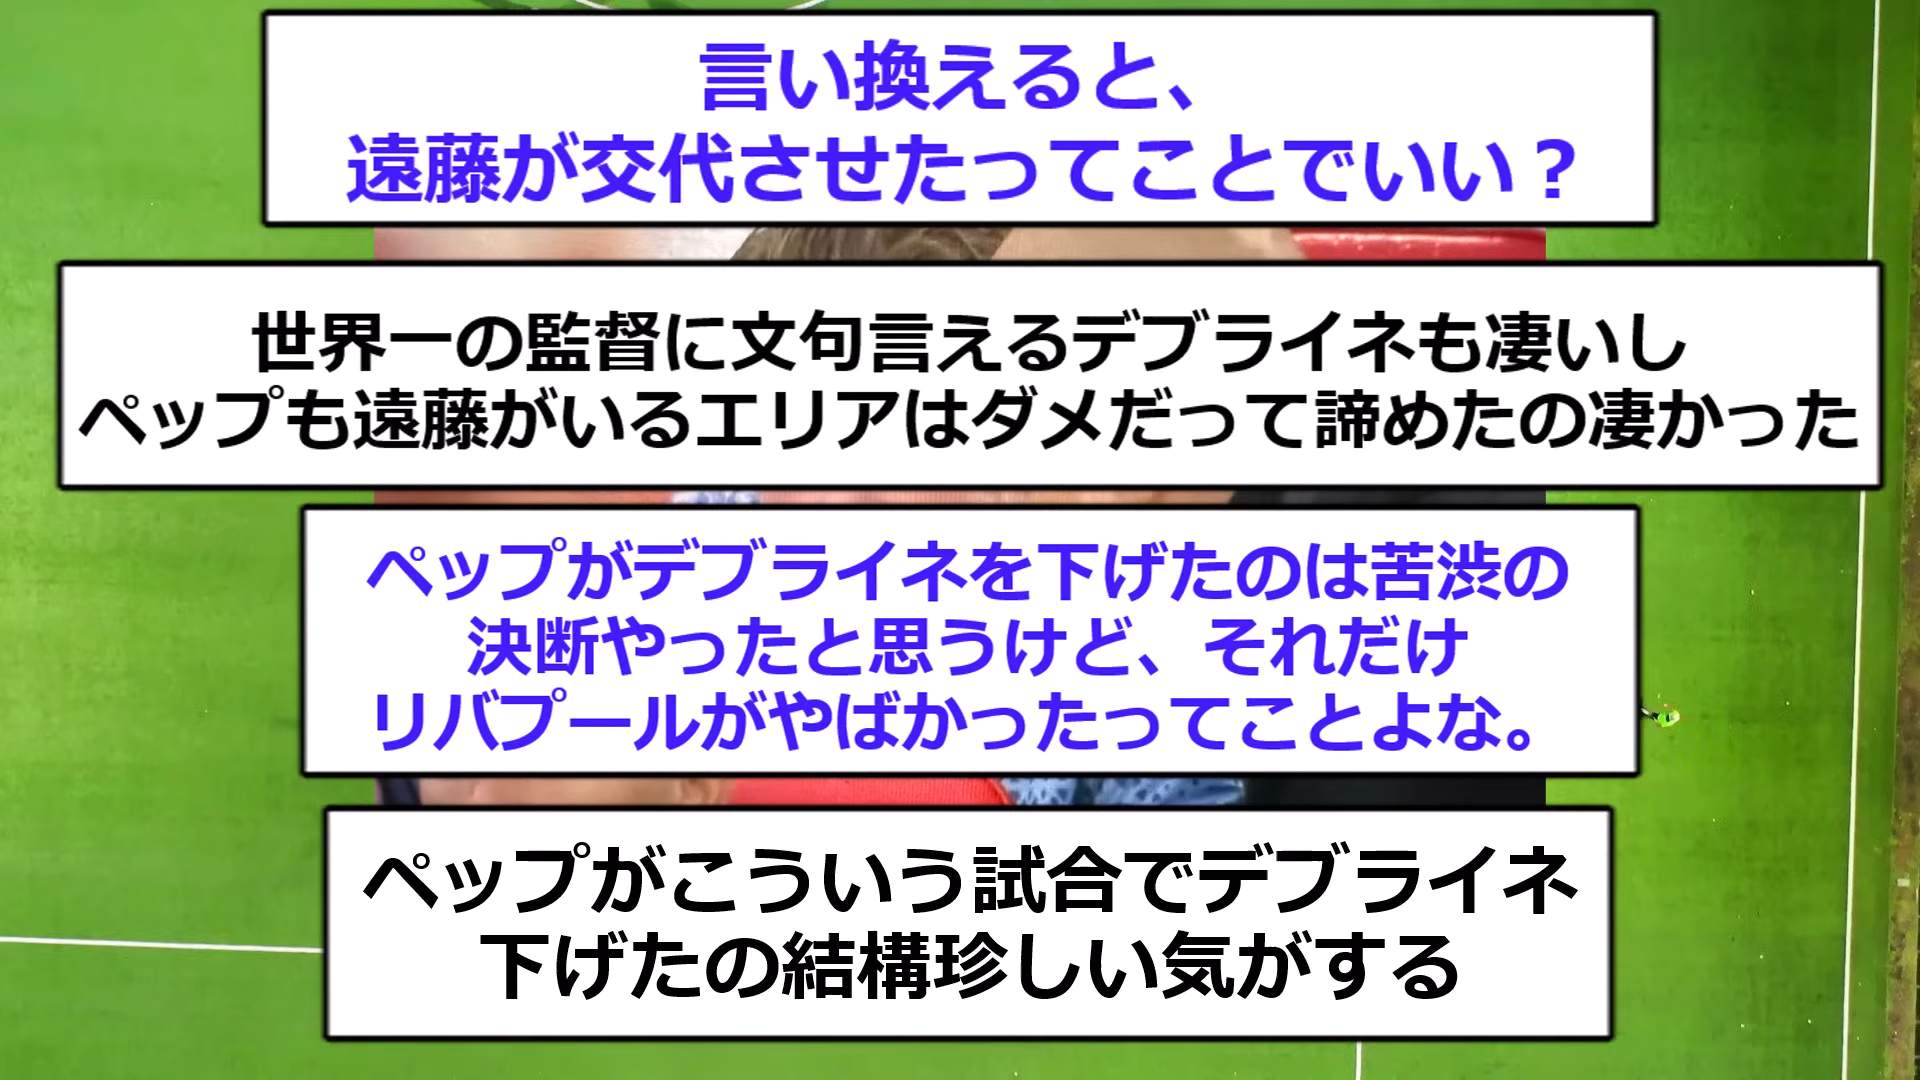 言い換えると、
遠藤が交代させたってことでいい？
世界一の監督に文句言えるデブライネも凄いし
ペップも遠藤がいるエリアはダメだって諦めたの凄かった
ペップがデブライネを下げたのは苦渋の
決断やったと思うけど、それだけ
リバプールがやばかったってことよな。
ペップがこういう試合でデブライネ
下げたの結構珍しい気がする